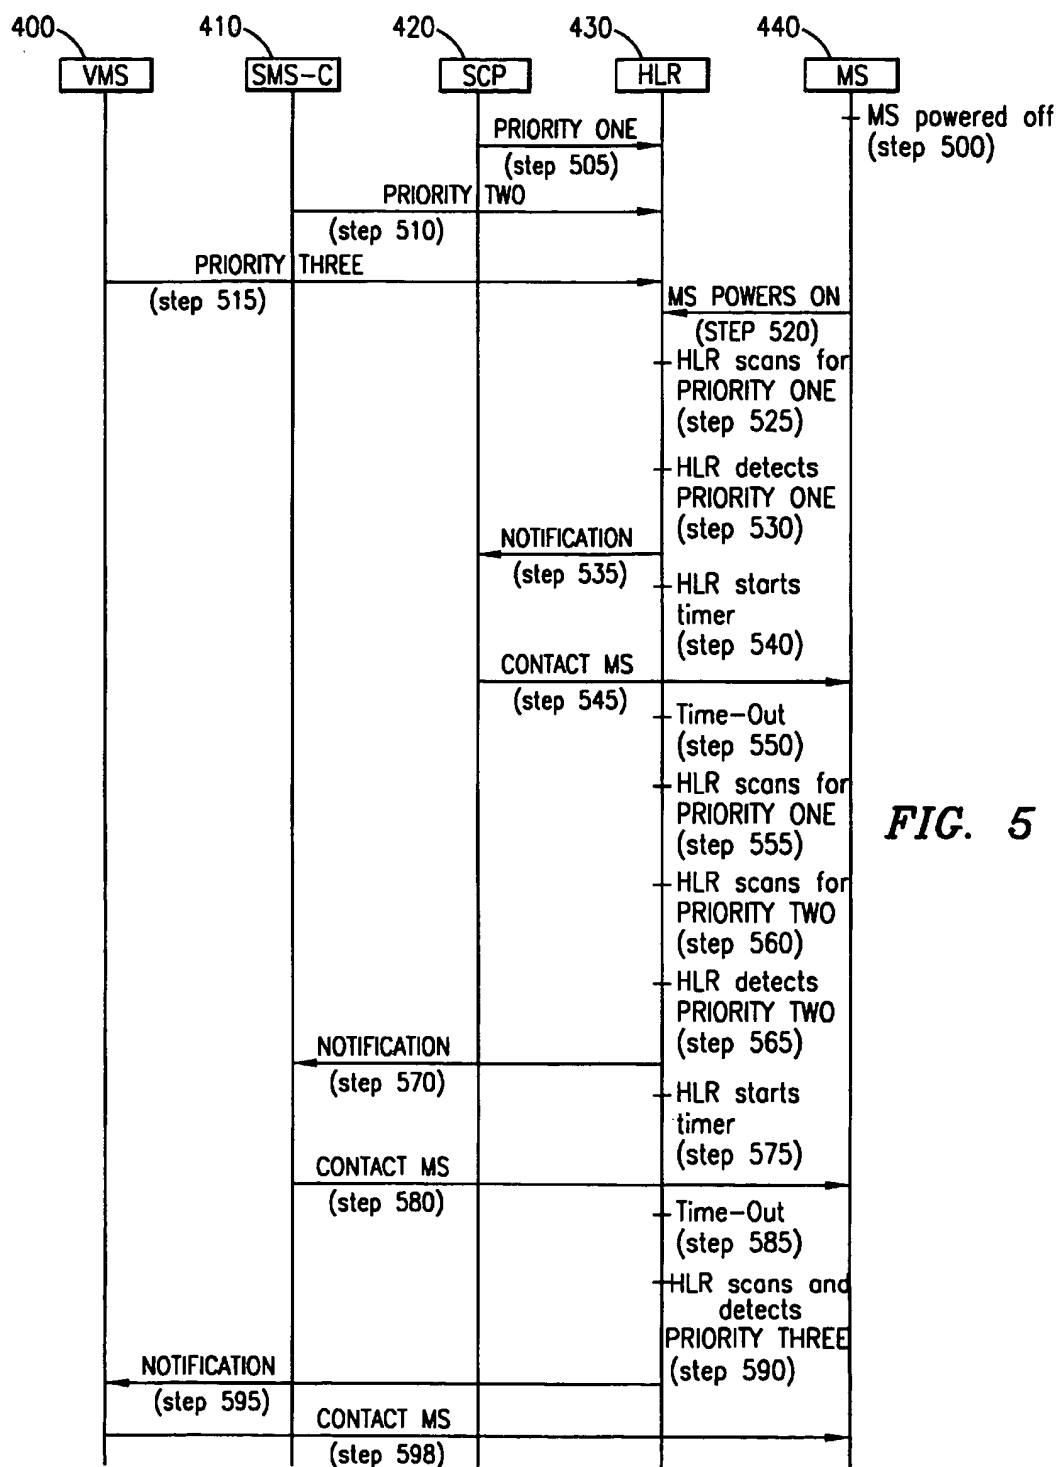 400 410 420 430 440
VMS SMS-C SCP HLR MS
MS powered off
(step 500)
PRIORITY ONE
(step 505)
PRIORITY TWO
(step 510)
PRIORITY THREE
(step 515)
MS POWERS ON
(STEP 520)
HLR scans for
PRIORITY ONE
(step 525)
HLR detects
PRIORITY ONE
(step 530)
NOTIFICATION
(step 535)
HLR starts
timer
(step 540)
CONTACT MS
(step 545)
Time-Out
(step 550)
HLR scans for
PRIORITY ONE
(step 555)
FIG. 5
HLR scans for
PRIORITY TWO
(step 560)
HLR detects
PRIORITY TWO
(step 565)
NOTIFICATION
(step 570)
HLR starts
timer
(step 575)
CONTACT MS
(step 580)
Time-Out
(step 585)
HLR scans and
detects
PRIORITY THREE
(step 590)
NOTIFICATION
(step 595)
CONTACT MS
(step 598)